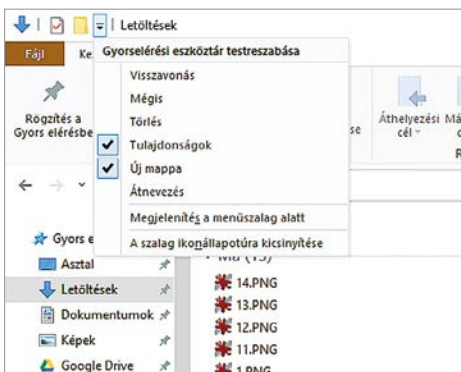 Letöltések
Fájl Ke
Gyorselérési eszköztár testreszabása
Visszavonás
Mégis
Törlés
Tulajdonságok
Új mappa
Átnevezés
Megjelenítés a menüszalag alatt
A szalag ikonállapotúra kicsinyítése
Rögzítés a
Gyors elérésbe
se
Áthelyezési
cél
Má
c
R
Gyors e
Asztal
Letöltések
Dokumentumok
Képek
Google Drive
14.PNG
13.PNG
12.PNG
11.PNG
1.PNG